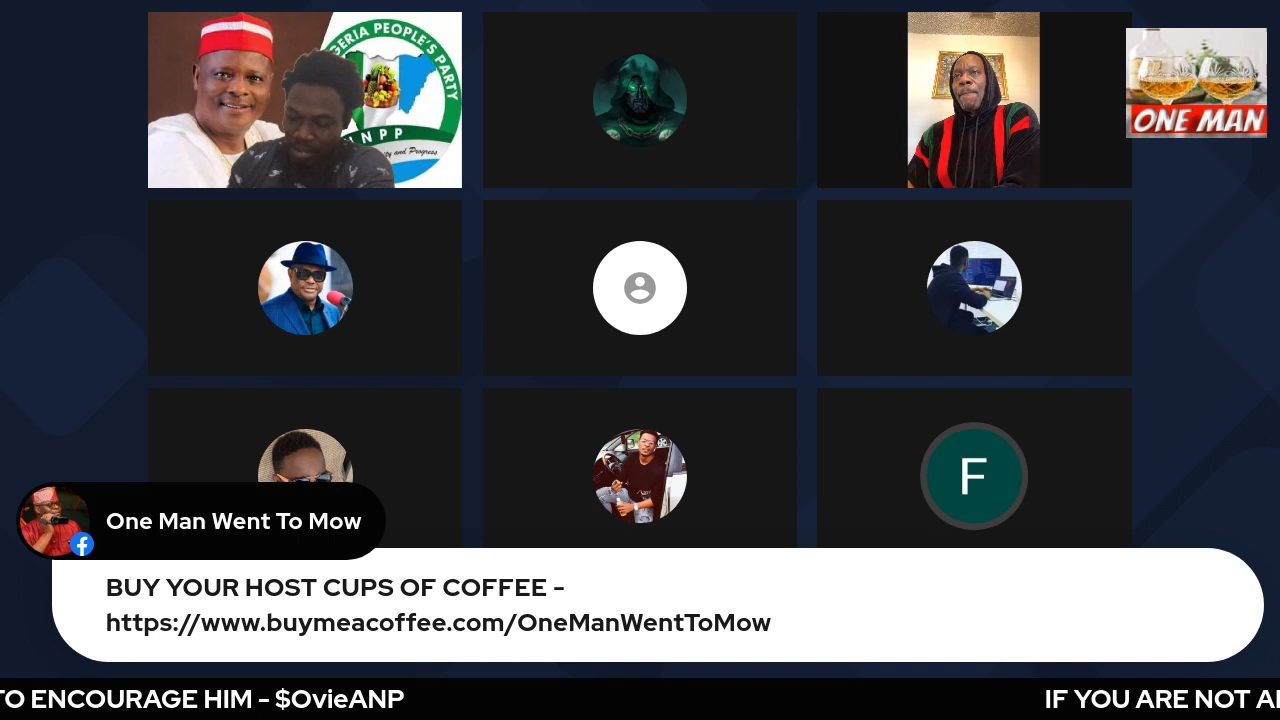 GERIA PEOPLE'S PARTY
N N P P
ity and Progress
ONE MAN
F
One Man Went To Mow
BUY YOUR HOST CUPS OF COFFEE -
https://www.buymeacoffee.com/OneManWentToMow
TO ENCOURAGE HIM - $OvieANP
IF YOU ARE NOT